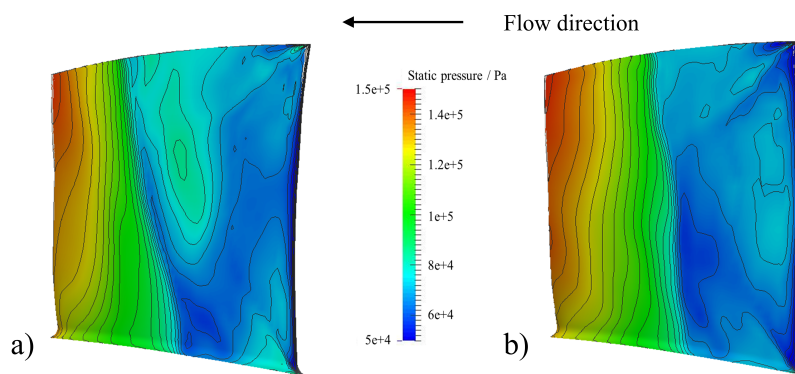 Flow direction
Static pressure / Pa
1.5e+5
1.4e+5
1.2e+5
1e+5
8e+4
6e+4
5e+4
a)
b)